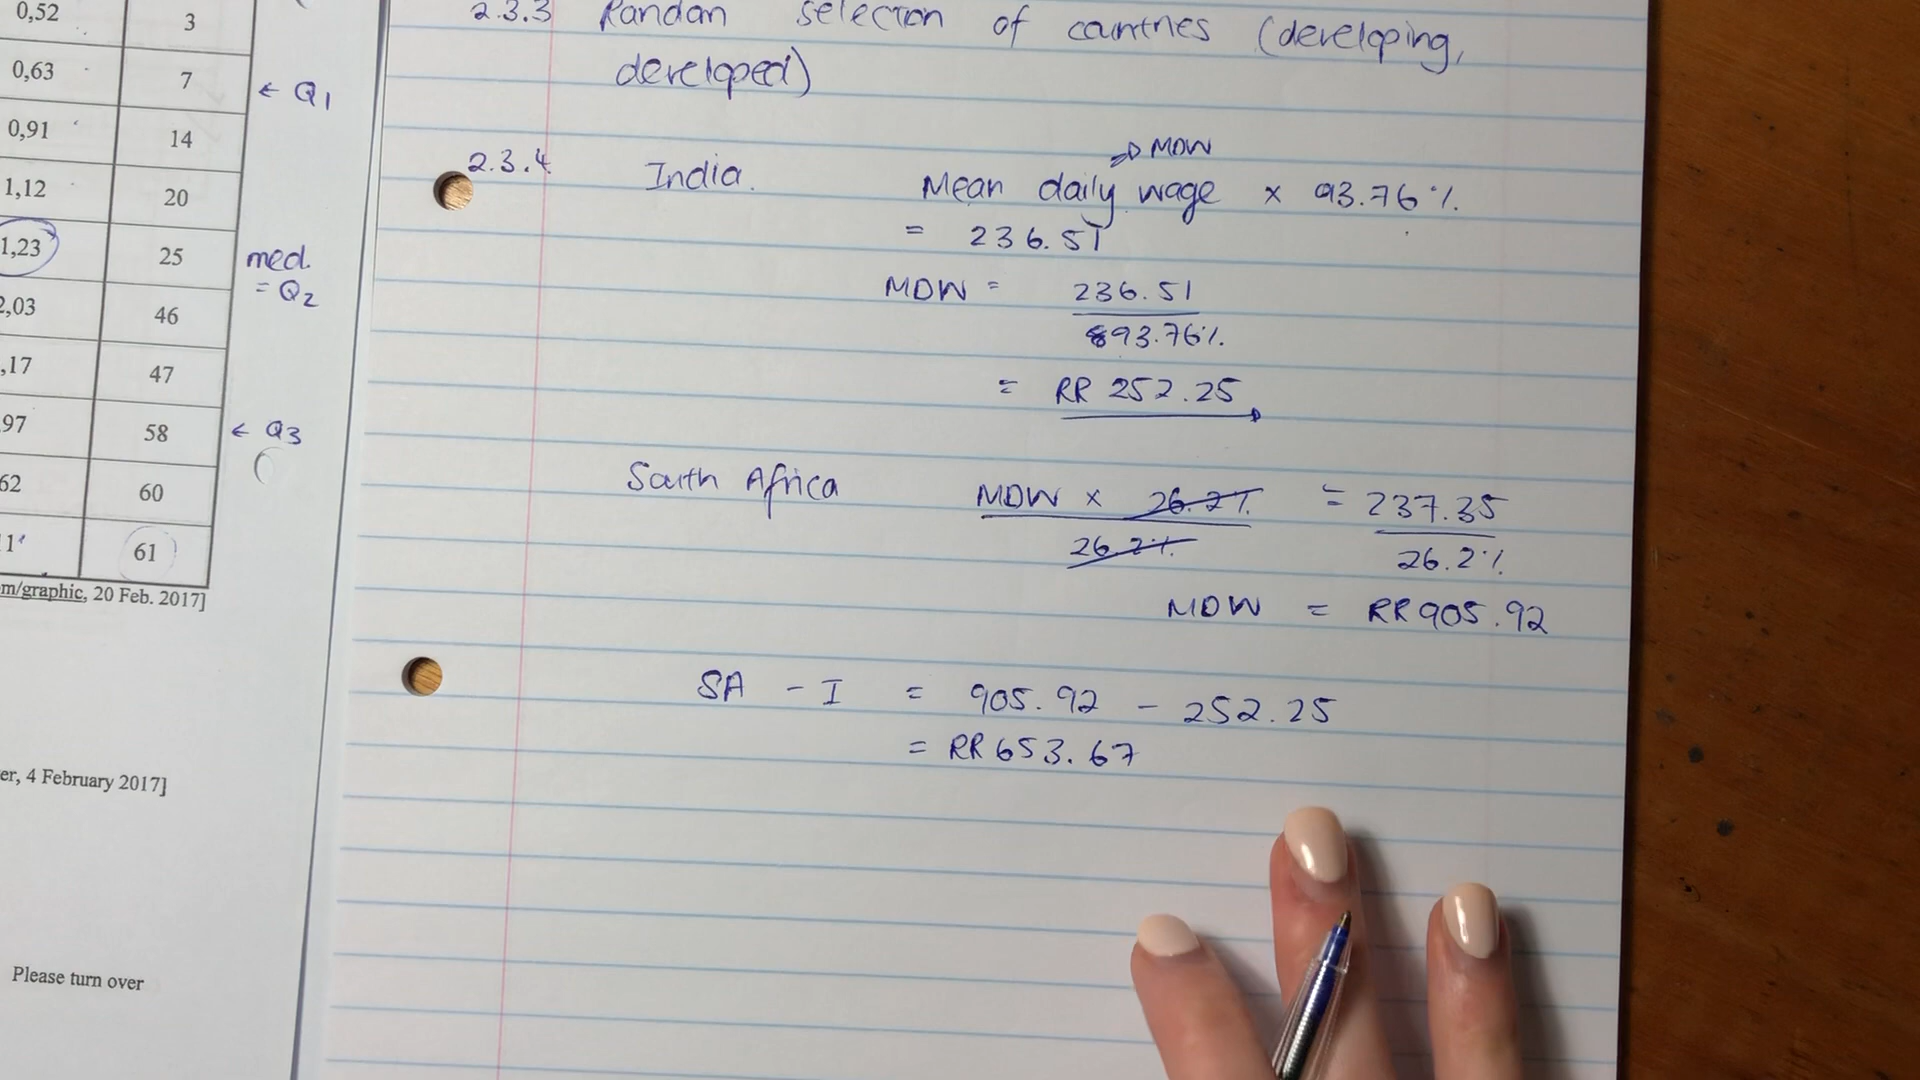 0,52 3
0,63 7 ← Q1
0,91 14
1,12 20
1,23 25 med. = Q2
2,03 46
,17 47
97 58 ← Q3
62 60
1 61
m/graphic, 20 Feb. 2017]
er, 4 February 2017]
Please turn over
2.3.3 Randan selection of countries (developing,
developed)
⇒ MDW
2.3.4 India. Mean daily wage × 93.76%.
= 236.51
MDW = 236.51
893.76%.
= RR 252.25
South Africa MDW × 26.2%. = 237.35
26.2% 26.2%
MDW = RR905.92
SA - I = 905.92 - 252.25
= RR653.67